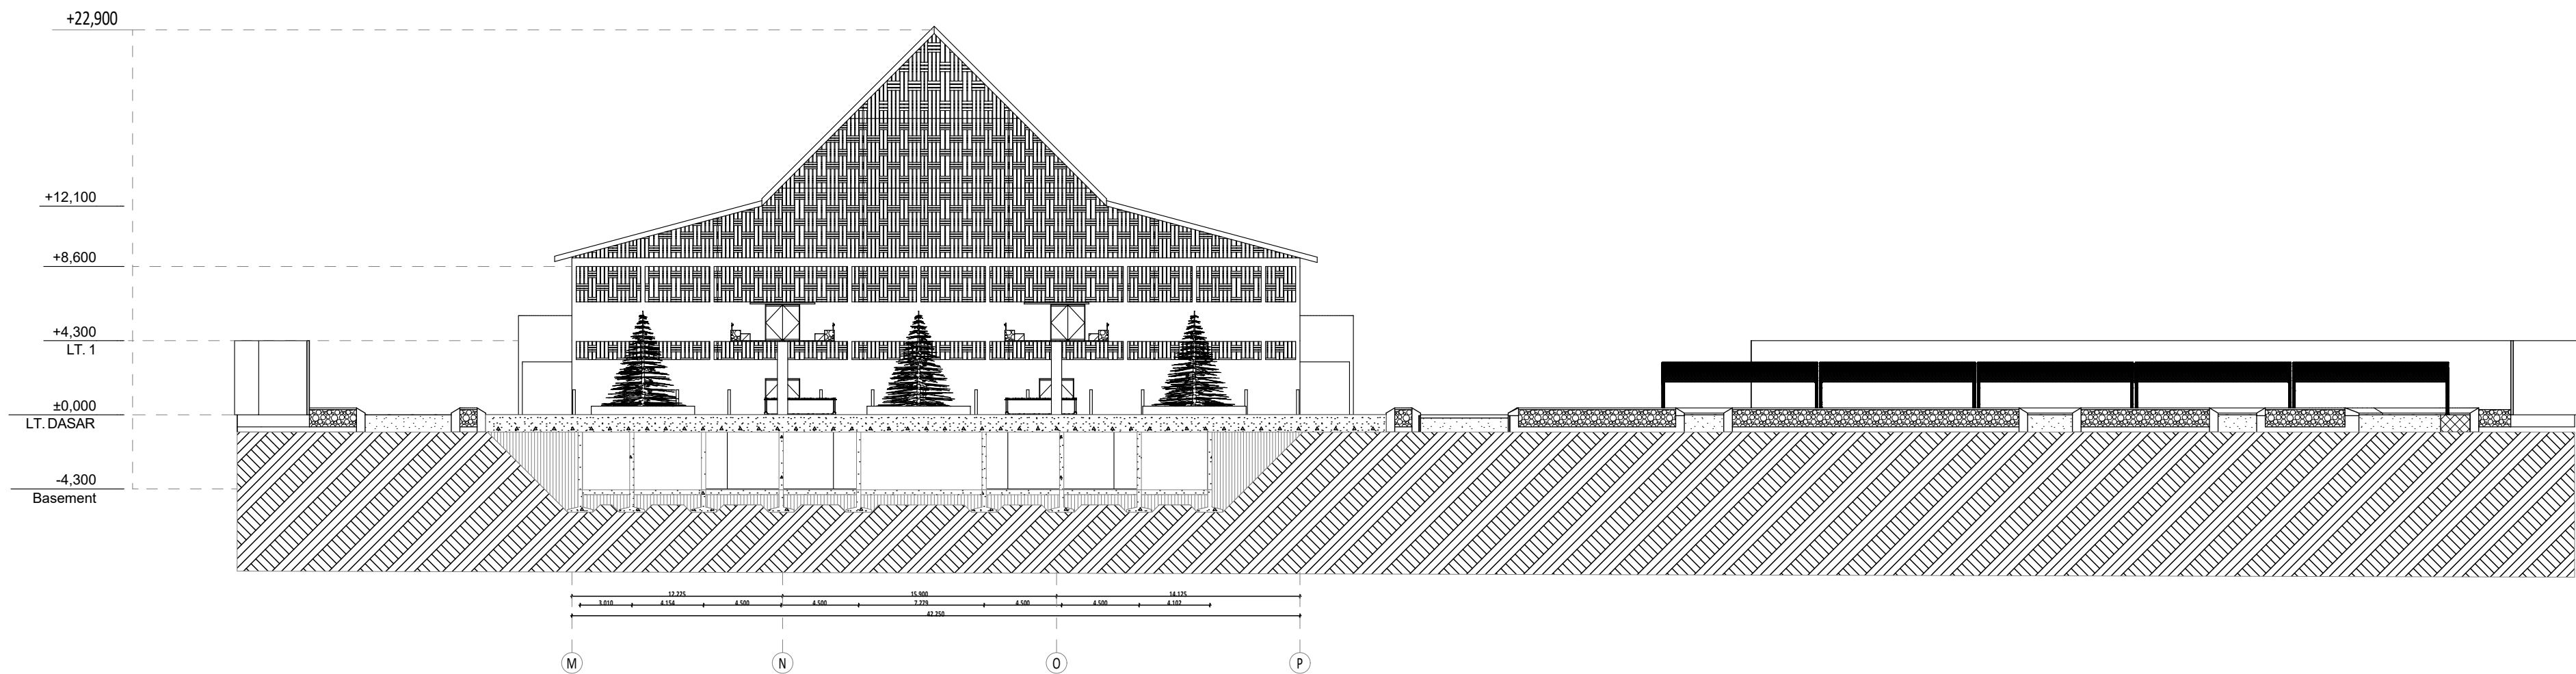 +22,900
+12,100
+8,600
+4,300
LT. 1
±0,000
LT. DASAR
-4,300
Basement
12.225 15.900 14.125
3.010 4.154 4.500 4.500 7.279 4.500 4.500 4.102
42.250
M N O P